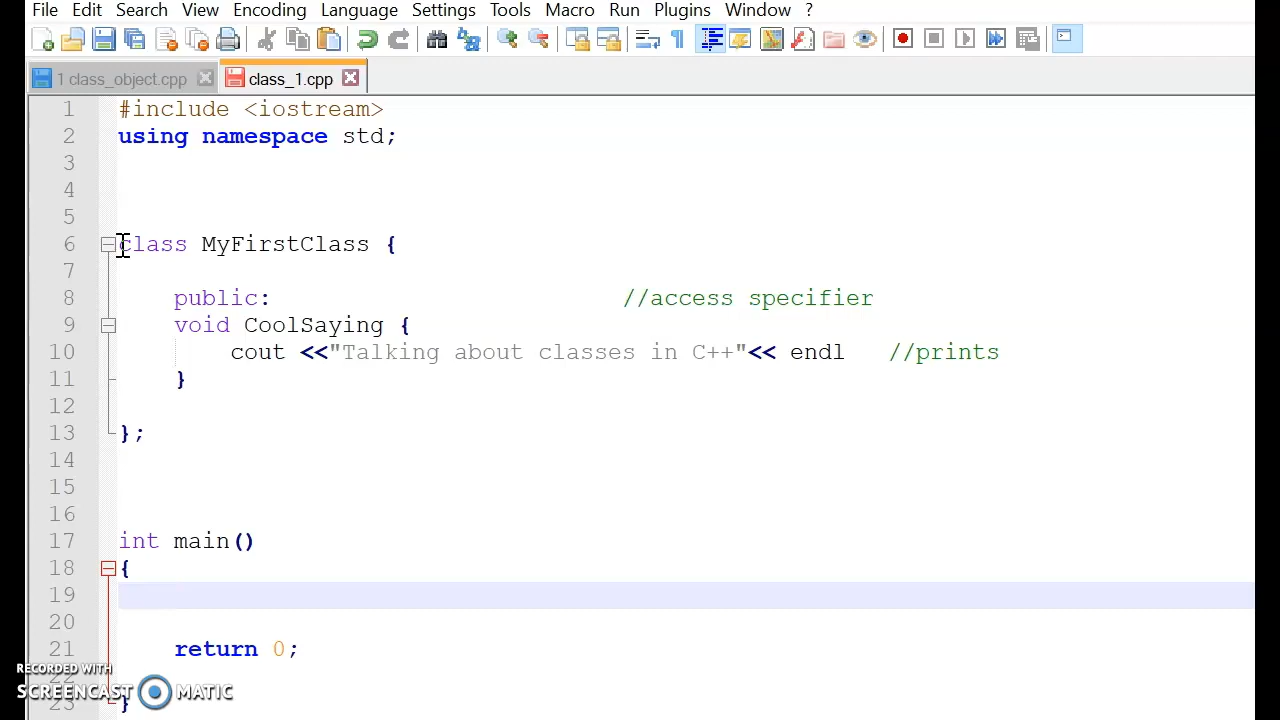 File Edit Search View Encoding Language Settings Tools Macro Run Plugins Window ?
1 class_object.cpp class_1.cpp
1 #include <iostream>
2 using namespace std;
3
4
5
6 class MyFirstClass {
7
8 public: //access specifier
9 void CoolSaying {
10 cout <<"Talking about classes in C++"<< endl //prints
11 }
12
13 };
14
15
16
17 int main()
18 {
19
20
21 return 0;
RECORDED WITH
22
SCREENCAST MATIC
23 }